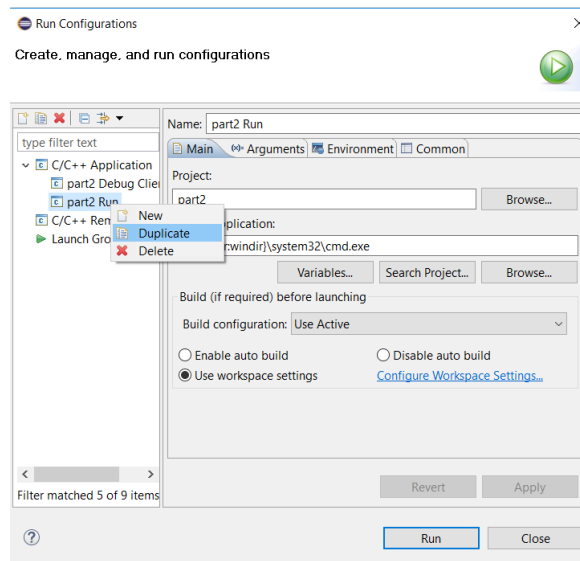 Run Configurations
Create, manage, and run configurations
Name: part2 Run
type filter text
Main Arguments Environment Common
C/C++ Application
part2 Debug Clie
part2 Run
C/C++ Rem
Launch Gro
New
Duplicate
Delete
Project:
part2 Browse...
plication:
r:windir}\system32\cmd.exe
Variables... Search Project... Browse...
Build (if required) before launching
Build configuration: Use Active
Enable auto build Disable auto build
Use workspace settings Configure Workspace Settings...
Revert Apply
Filter matched 5 of 9 items
Run Close